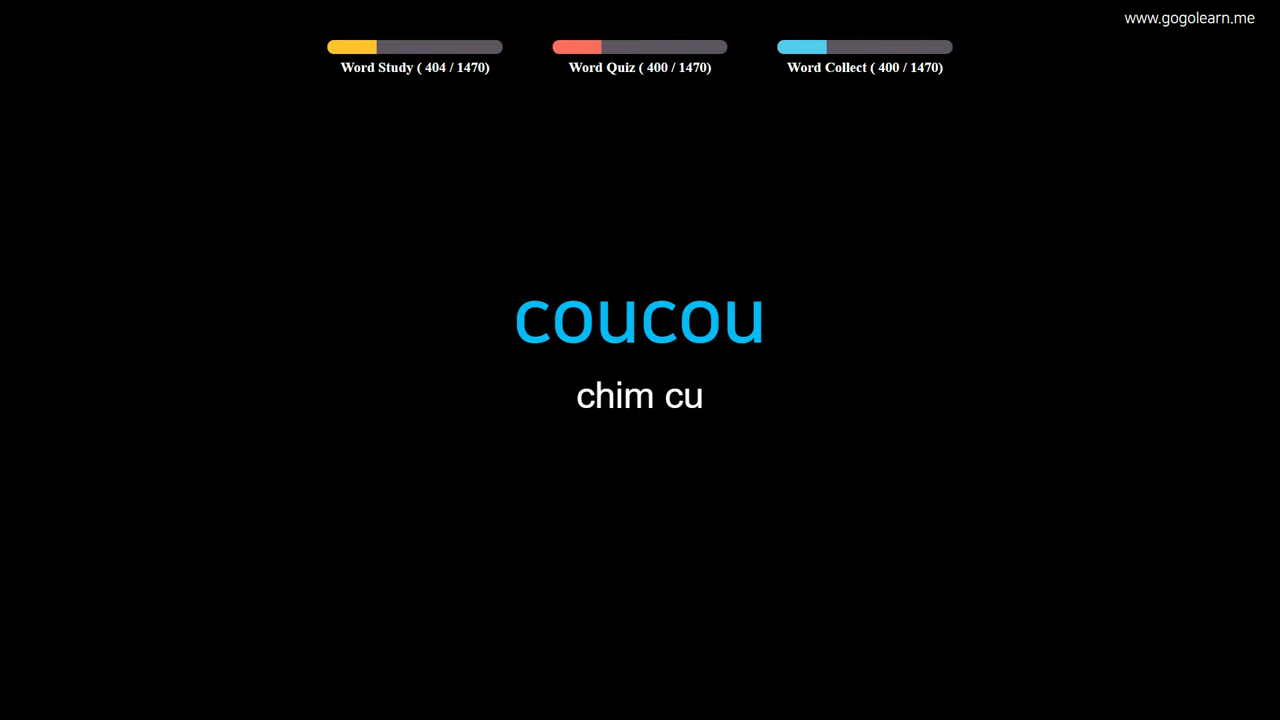 www.gogolearn.me
Word Study ( 404 / 1470)
Word Quiz ( 400 / 1470)
Word Collect ( 400 / 1470)
coucou
chim cu